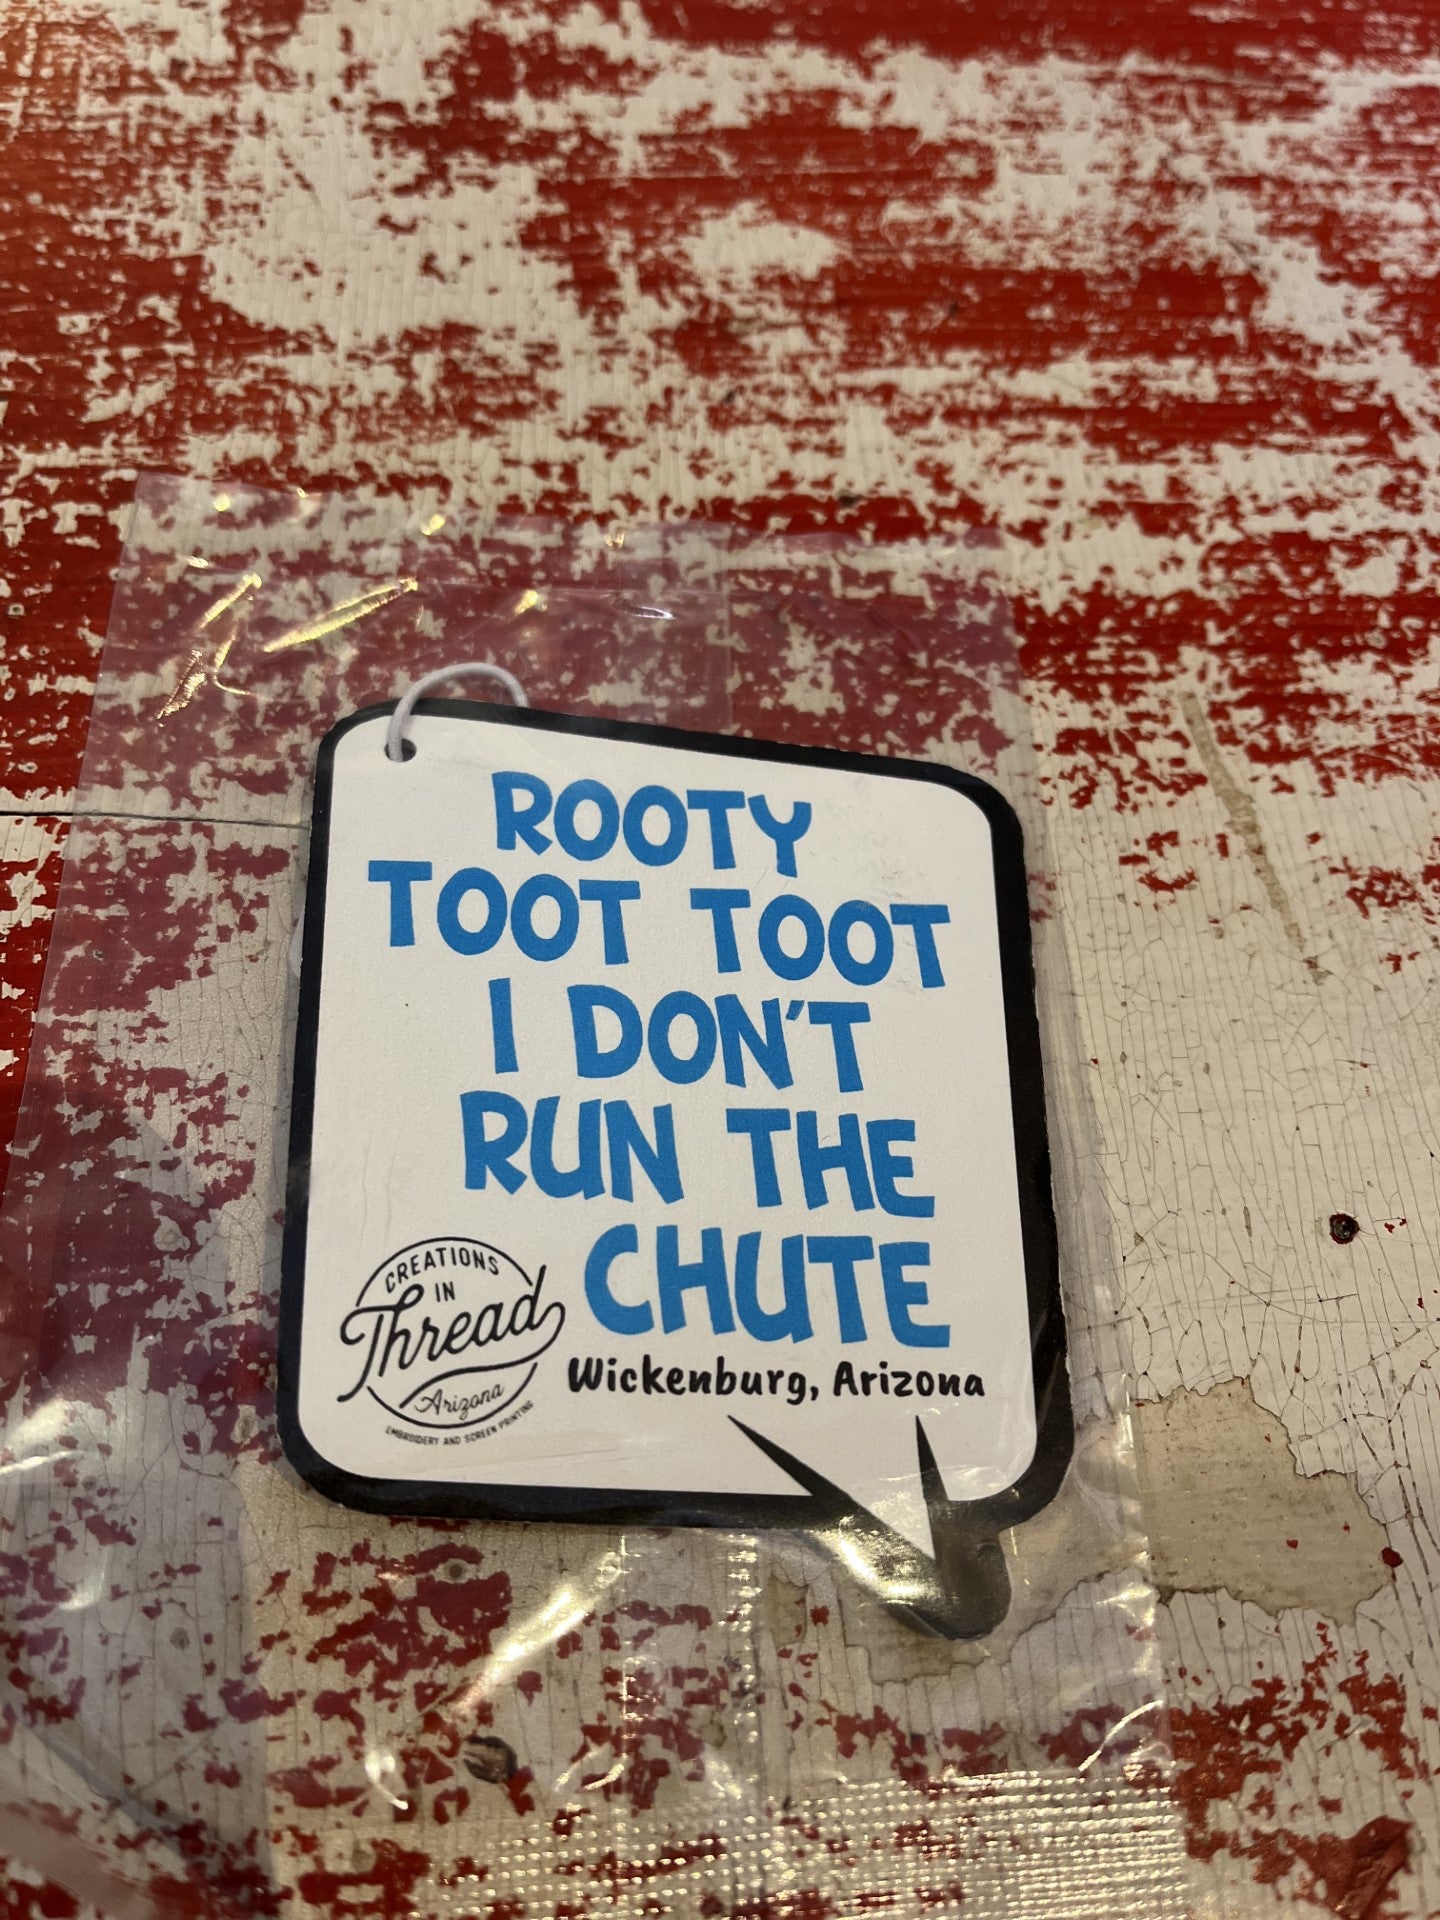 ROOTY
TOOT TOOT
I DON'T
RUN THE
CHUTE
Wickenburg, Arizona
CREATIONS
IN
Thread
Arizona
EMBROIDERY AND SCREEN PRINTING